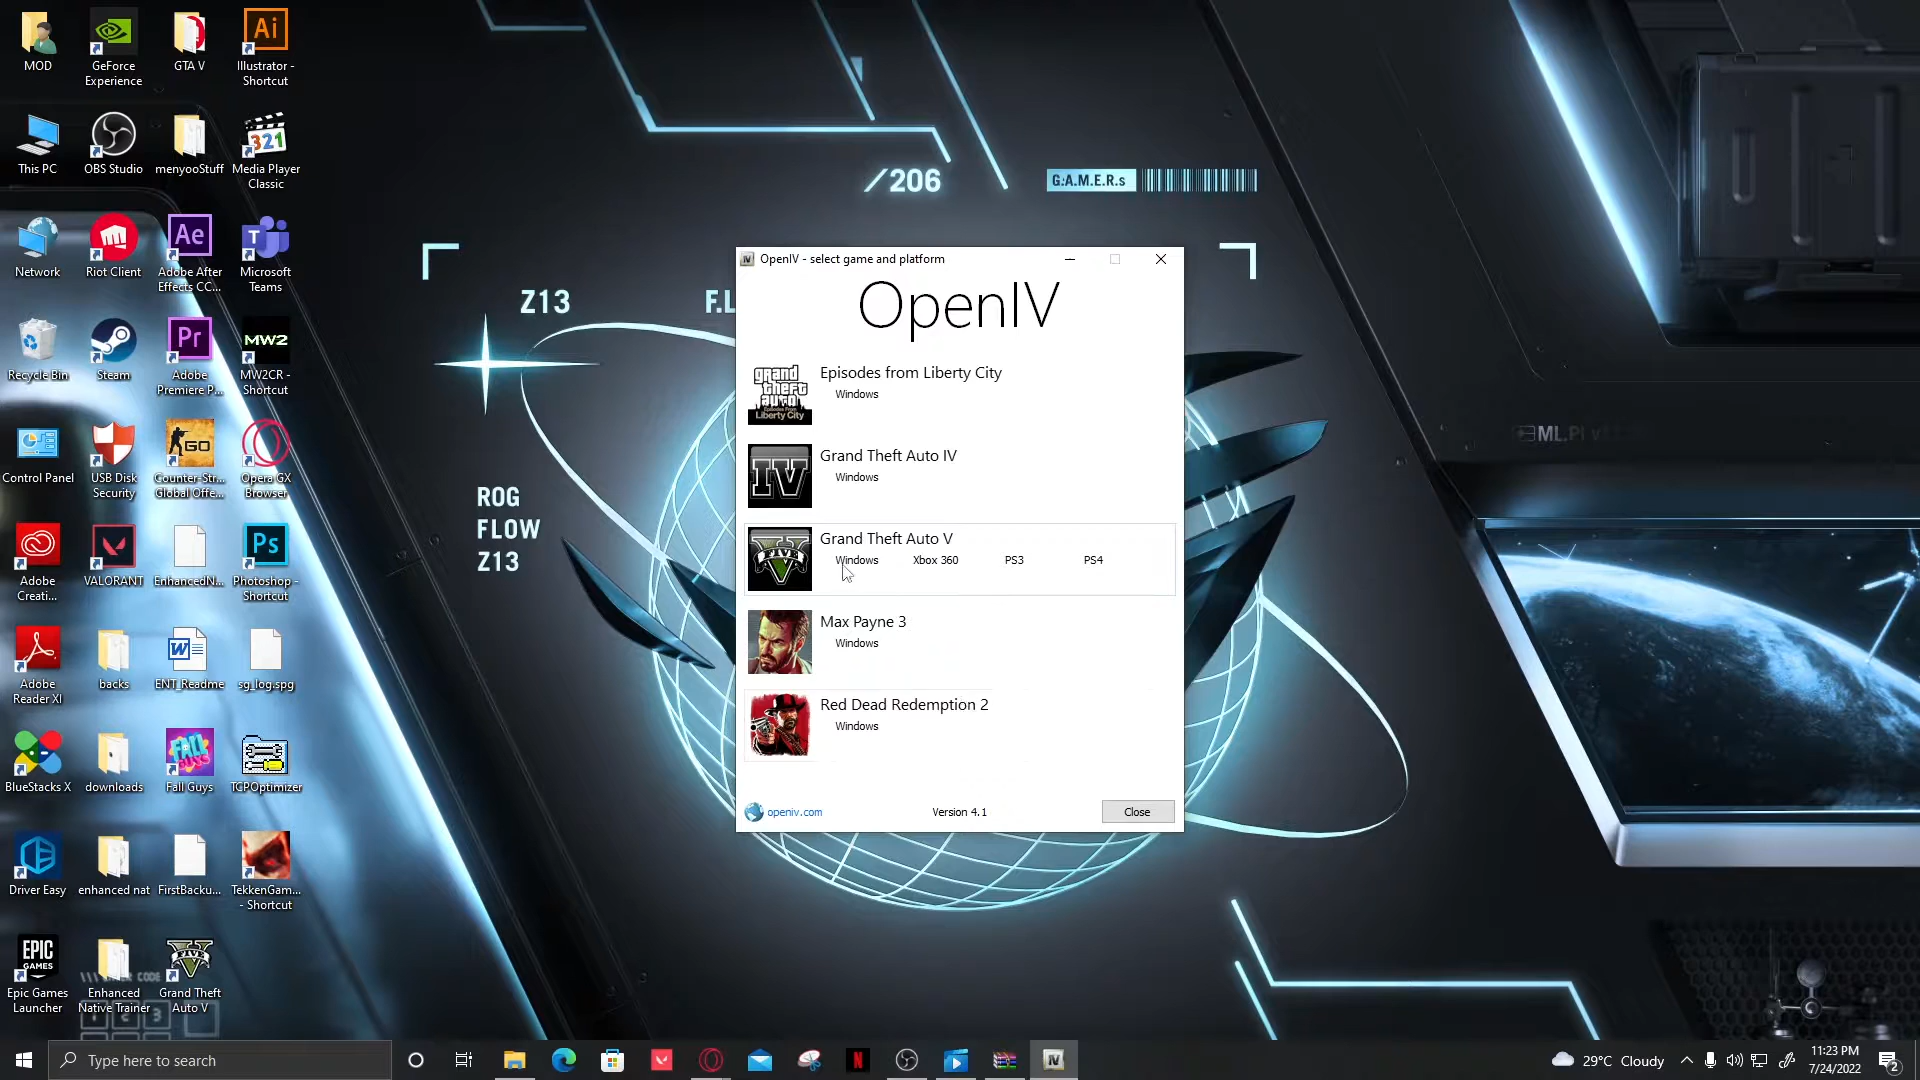 MOD
GeForce
Experience
GTA V
Illustrator -
Shortcut
This PC
OBS Studio
menyooStuff
Media Player
Classic
Network
Riot Client
Adobe After
Effects CC...
Microsoft
Teams
Recycle Bin
Steam
Adobe
Premiere P...
MW2
MW2CR -
Shortcut
Control Panel
USB Disk
Security
Counter-Str...
Global Offe...
Opera GX
Browser
Adobe
Creati...
VALORANT
EnhancedN...
Photoshop -
Shortcut
Adobe
Reader XI
backs
ENT_Readme
sg_log.spg
BlueStacks X
downloads
Fall Guys
TCPOptimizer
Driver Easy
enhanced nat
FirstBacku...
TekkenGam...
- Shortcut
Epic Games
Launcher
Enhanced
Native Trainer
Grand Theft
Auto V
/206
G.A.M.E.R.s
Z13
F.L
ROG
FLOW
Z13
OpenIV - select game and platform
OpenIV
Episodes from Liberty City
Windows
Grand Theft Auto IV
Windows
Grand Theft Auto V
Windows Xbox 360 PS3 PS4
Max Payne 3
Windows
Red Dead Redemption 2
Windows
openiv.com Version 4.1 Close
Type here to search
29°C Cloudy
11:23 PM
7/24/2022
2